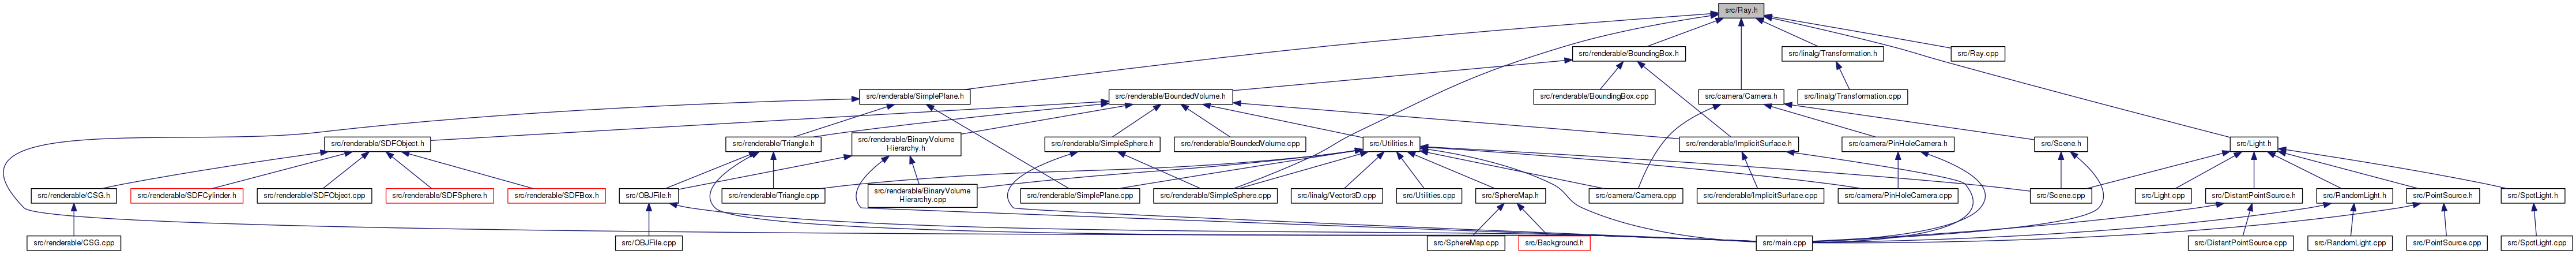 src/Ray.h
src/renderable/BoundingBox.h
src/linalg/Transformation.h
src/Ray.cpp
src/renderable/SimplePlane.h
src/renderable/BoundedVolume.h
src/renderable/BoundingBox.cpp
src/camera/Camera.h
src/linalg/Transformation.cpp
src/renderable/SDFObject.h
src/renderable/Triangle.h
src/renderable/BinaryVolume
Hierarchy.h
src/renderable/SimpleSphere.h
src/renderable/BoundedVolume.cpp
src/Utilities.h
src/renderable/ImplicitSurface.h
src/camera/PinHoleCamera.h
src/Scene.h
src/Light.h
src/renderable/CSG.h
src/renderable/SDFCylinder.h
src/renderable/SDFObject.cpp
src/renderable/SDFSphere.h
src/renderable/SDFBox.h
src/OBJFile.h
src/renderable/Triangle.cpp
src/renderable/BinaryVolume
Hierarchy.cpp
src/renderable/SimplePlane.cpp
src/renderable/SimpleSphere.cpp
src/linalg/Vector3D.cpp
src/Utilities.cpp
src/SphereMap.h
src/camera/Camera.cpp
src/renderable/ImplicitSurface.cpp
src/camera/PinHoleCamera.cpp
src/Scene.cpp
src/Light.cpp
src/DistantPointSource.h
src/RandomLight.h
src/PointSource.h
src/SpotLight.h
src/renderable/CSG.cpp
src/OBJFile.cpp
src/SphereMap.cpp
src/Background.h
src/main.cpp
src/DistantPointSource.cpp
src/RandomLight.cpp
src/PointSource.cpp
src/SpotLight.cpp